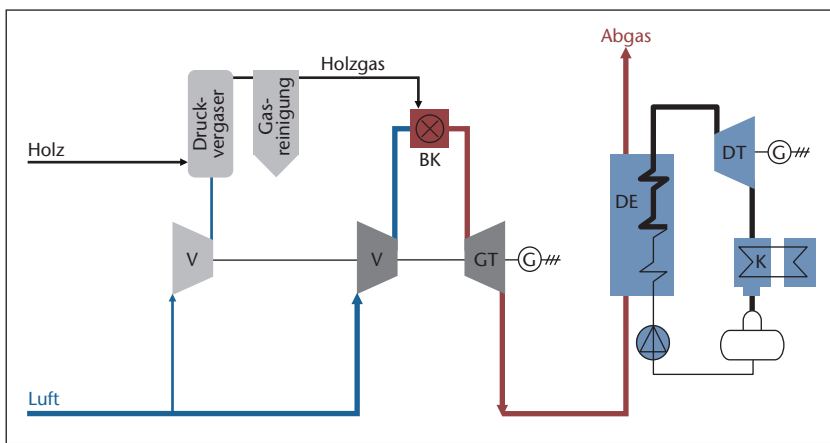 Abgas
Holzgas
Druck-
vergaser
Gas-
reinigung
Holz
BK
DT
G
DE
V
V
GT
G
K
Luft